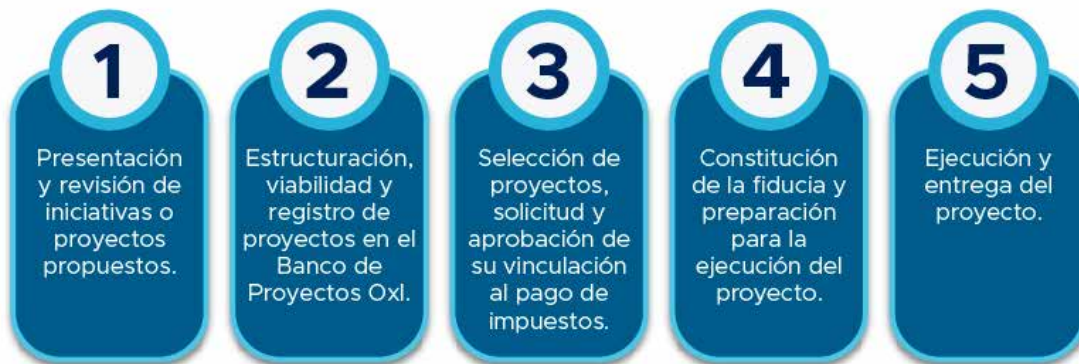 1
Presentación
y revisión de
iniciativas o
proyectos
propuestos.
2
Estructuración,
viabilidad y
registro de
proyectos en el
Banco de
Proyectos OxI.
3
Selección de
proyectos,
solicitud y
aprobación de
su vinculación
al pago de
impuestos.
4
Constitución
de la fiducia y
preparación
para la
ejecución del
proyecto.
5
Ejecución y
entrega del
proyecto.